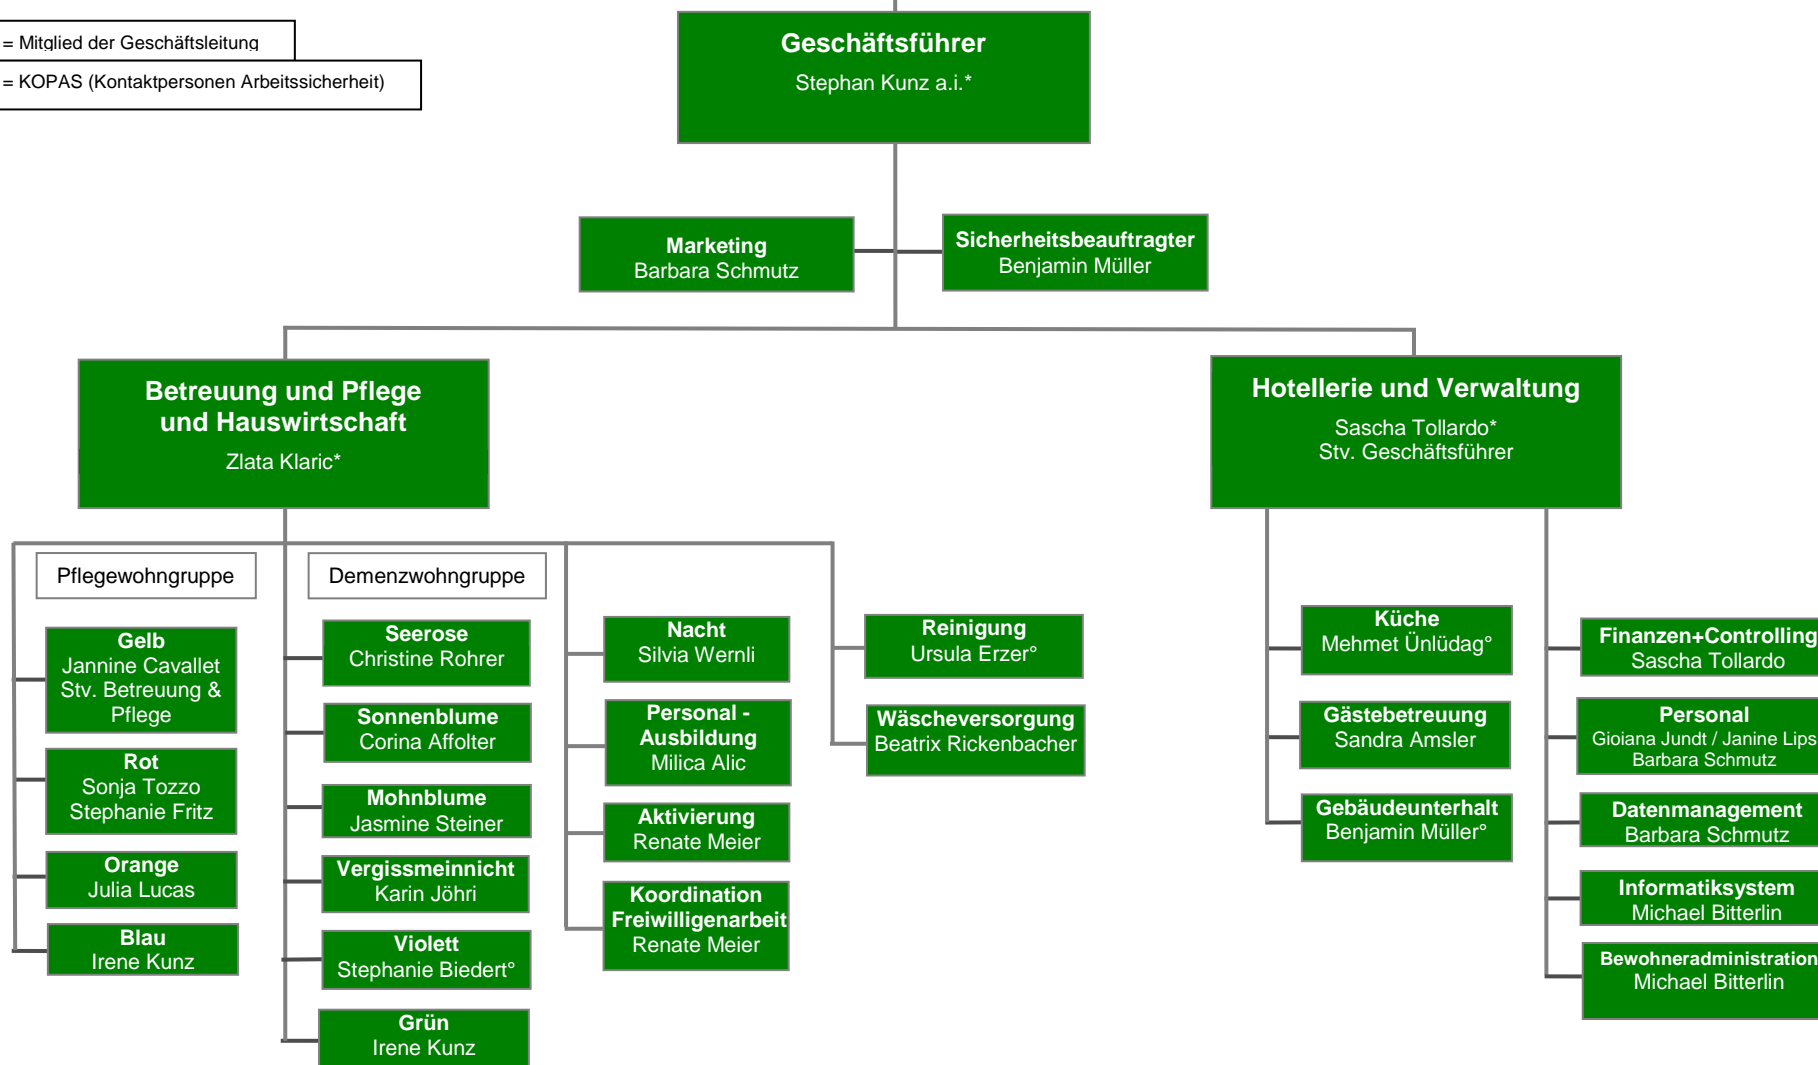 = Mitglied der Geschäftsleitung
= KOPAS (Kontaktpersonen Arbeitssicherheit)
Geschäftsführer
Stephan Kunz a.i.*
Marketing
Barbara Schmutz
Sicherheitsbeauftragter
Benjamin Müller
Betreuung und Pflege
und Hauswirtschaft
Zlata Klaric*
Hotellerie und Verwaltung
Sascha Tollardo*
Stv. Geschäftsführer
Pflegewohngruppe
Gelb
Jannine Cavallet
Stv. Betreuung &
Pflege
Rot
Sonja Tozzo
Stephanie Fritz
Orange
Julia Lucas
Blau
Irene Kunz
Demenzwohngruppe
Seerose
Christine Rohrer
Sonnenblume
Corina Affolter
Mohnblume
Jasmine Steiner
Vergissmeinnicht
Karin Jöhri
Violett
Stephanie Biedert°
Grün
Irene Kunz
Nacht
Silvia Wernli
Personal -
Ausbildung
Milica Alic
Aktivierung
Renate Meier
Koordination
Freiwilligenarbeit
Renate Meier
Reinigung
Ursula Erzer°
Wäscheversorgung
Beatrix Rickenbacher
Küche
Mehmet Ünlüdag°
Gästebetreuung
Sandra Amsler
Gebäudeunterhalt
Benjamin Müller°
Finanzen+Controlling
Sascha Tollardo
Personal
Gioiana Jundt / Janine Lips
Barbara Schmutz
Datenmanagement
Barbara Schmutz
Informatiksystem
Michael Bitterlin
Bewohneradministration
Michael Bitterlin